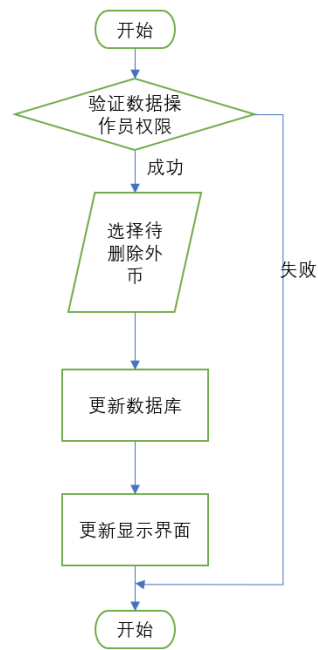 开始
验证数据操
作员权限
成功
选择待
删除外
币
失败
更新数据库
更新显示界面
开始